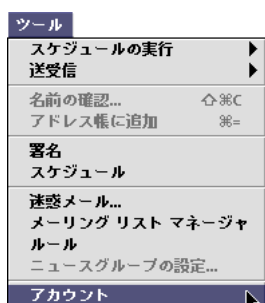 ツール
スケジュールの実行
送受信
名前の確認... ⇧⌘C
アドレス帳に追加 ⌘=
署名
スケジュール
迷惑メール...
メーリング リスト マネージャ
ルール
ニュースグループの設定...
アカウント